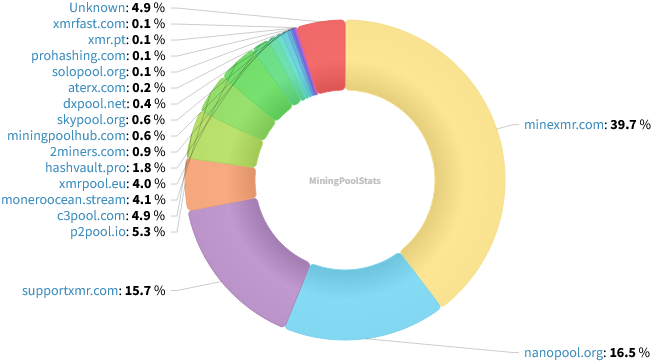 Unknown: 4.9 %
xmrfast.com: 0.1 %
xmr.pt: 0.1 %
prohashing.com: 0.1 %
solopool.org: 0.1 %
aterx.com: 0.2 %
dxpool.net: 0.4 %
skypool.org: 0.6 %
miningpoolhub.com: 0.6 %
2miners.com: 0.9 %
hashvault.pro: 1.8 %
xmrpool.eu: 4.0 %
moneroocean.stream: 4.1 %
c3pool.com: 4.9 %
p2pool.io: 5.3 %
supportxmr.com: 15.7 %
MiningPoolStats
minexmr.com: 39.7 %
nanopool.org: 16.5 %